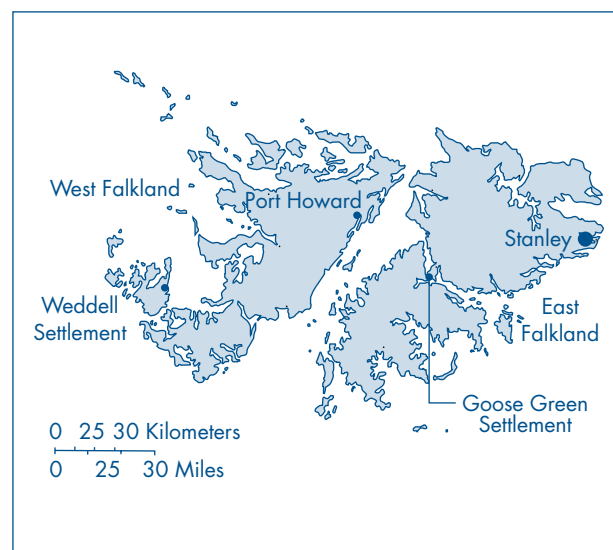 West Falkland
Port Howard
Stanley
Weddell
Settlement
East
Falkland
Goose Green
Settlement
0 25 30 Kilometers
0 25 30 Miles